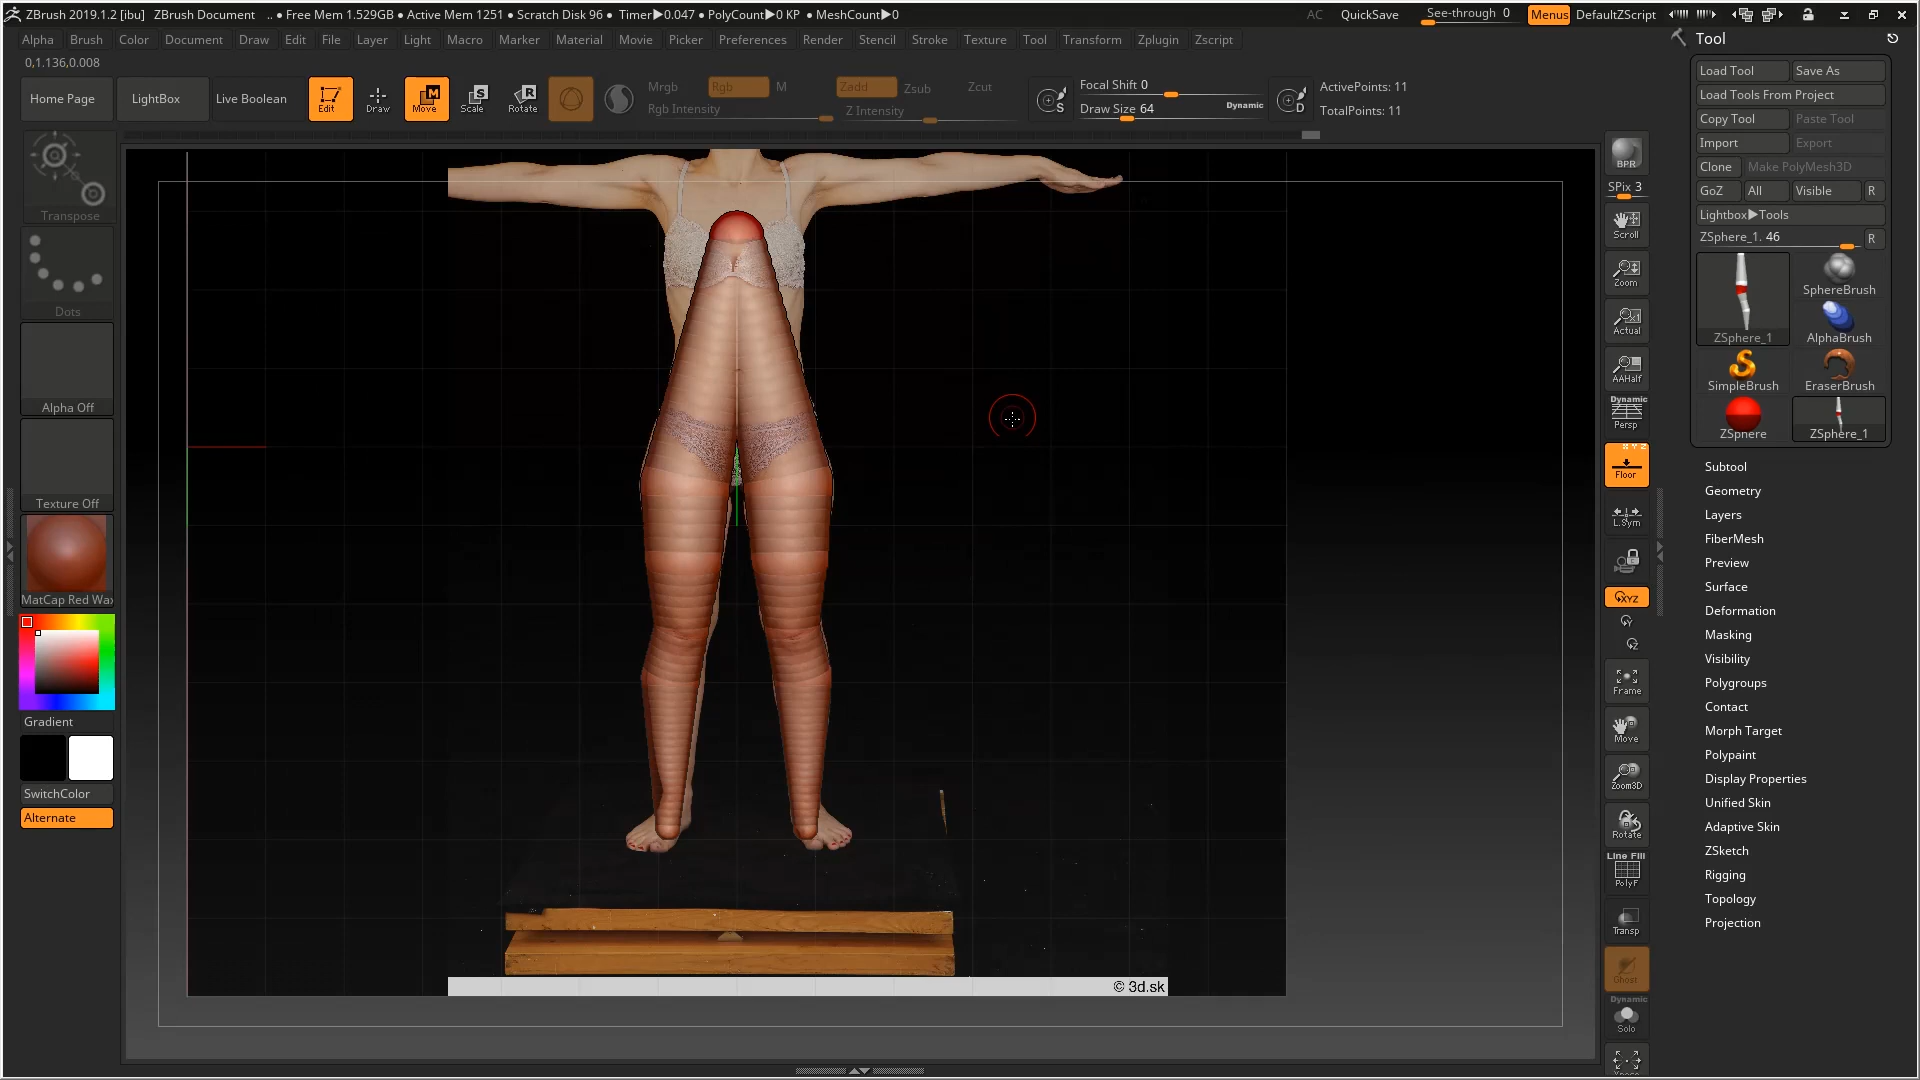 ZBrush 2019.1.2 [ibu] ZBrush Document .. • Free Mem 1.529GB • Active Mem 1251 • Scratch Disk 96 • Timer▶0.047 • PolyCount▶0 KP • MeshCount▶0 AC QuickSave See-through 0 Menus DefaultZScript
Alpha Brush Color Document Draw Edit File Layer Light Macro Marker Material Movie Picker Preferences Render Stencil Stroke Texture Tool Transform Zplugin Zscript
Tool
0,1.136,0.008
Home Page LightBox Live Boolean Edit Draw Move Scale Rotate
Mrgb Rgb M Zadd Zsub Zcut
Rgb Intensity Z Intensity
Focal Shift 0
Draw Size 64 Dynamic
ActivePoints: 11
TotalPoints: 11
Load Tool Save As
Load Tools From Project
Copy Tool Paste Tool
Import Export
Clone Make PolyMesh3D
GoZ All Visible R
Lightbox▶Tools
ZSphere_1. 46 R
ZSphere_1 SphereBrush
AlphaBrush
SimpleBrush EraserBrush
ZSphere ZSphere_1
Subtool
Geometry
Layers
FiberMesh
Preview
Surface
Deformation
Masking
Visibility
Polygroups
Contact
Morph Target
Polypaint
Display Properties
Unified Skin
Adaptive Skin
ZSketch
Rigging
Topology
Projection
Transpose
Dots
Alpha Off
Texture Off
MatCap Red Wax
Gradient
SwitchColor
Alternate
BPR
SPix 3
Scroll
Zoom
Actual
AAHalf
Dynamic
Persp
Floor
L.Sym
XYZ
Y
Z
Frame
Move
Zoom3D
Rotate
Line Fill
PolyF
Transp
Ghost
Dynamic
Solo
© 3d.sk